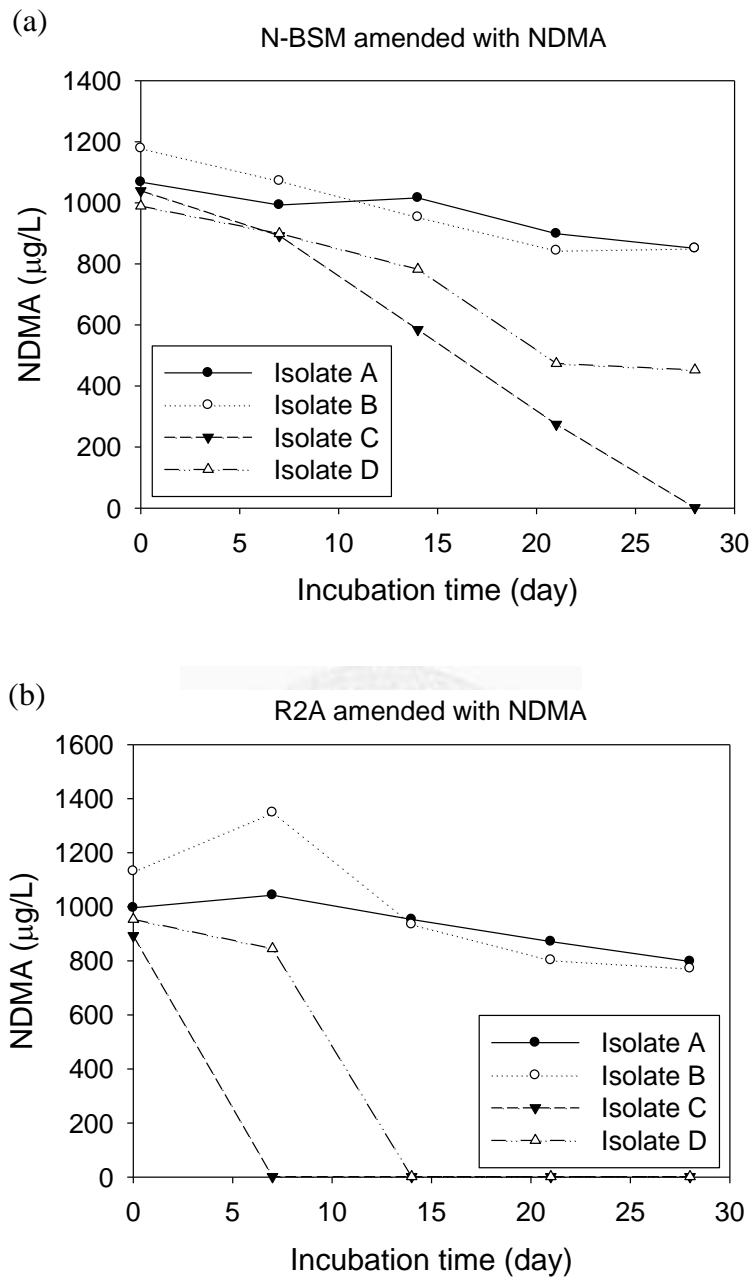 (a)
N-BSM amended with NDMA
1400
1200
1000
800
600
400
200
0
NDMA (µg/L)
Isolate A
Isolate B
Isolate C
Isolate D
0 5 10 15 20 25 30
Incubation time (day)
(b)
R2A amended with NDMA
1600
1400
1200
1000
800
600
400
200
0
NDMA (µg/L)
Isolate A
Isolate B
Isolate C
Isolate D
0 5 10 15 20 25 30
Incubation time (day)